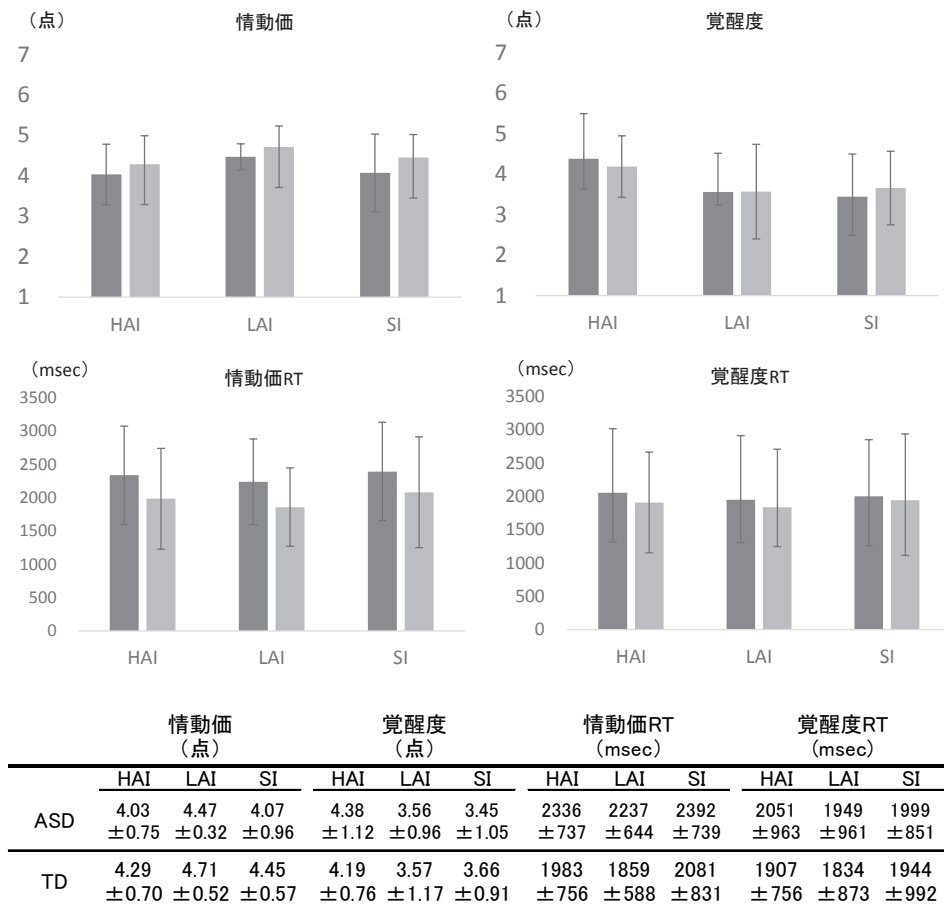 （点）
情動価
7
6
5
4
3
2
1
HAI LAI SI
（点）
覚醒度
7
6
5
4
3
2
1
HAI LAI SI
（msec）
情動価RT
3500
3000
2500
2000
1500
1000
500
0
HAI LAI SI
（msec）
覚醒度RT
3500
3000
2500
2000
1500
1000
500
0
HAI LAI SI
情動価 覚醒度 情動価RT 覚醒度RT
（点） （点） (msec) (msec)
HAI LAI SI HAI LAI SI HAI LAI SI HAI LAI SI
ASD 4.03 4.47 4.07 4.38 3.56 3.45 2336 2237 2392 2051 1949 1999
±0.75 ±0.32 ±0.96 ±1.12 ±0.96 ±1.05 ±737 ±644 ±739 ±963 ±961 ±851
TD 4.29 4.71 4.45 4.19 3.57 3.66 1983 1859 2081 1907 1834 1944
±0.70 ±0.52 ±0.57 ±0.76 ±1.17 ±0.91 ±756 ±588 ±831 ±756 ±873 ±992